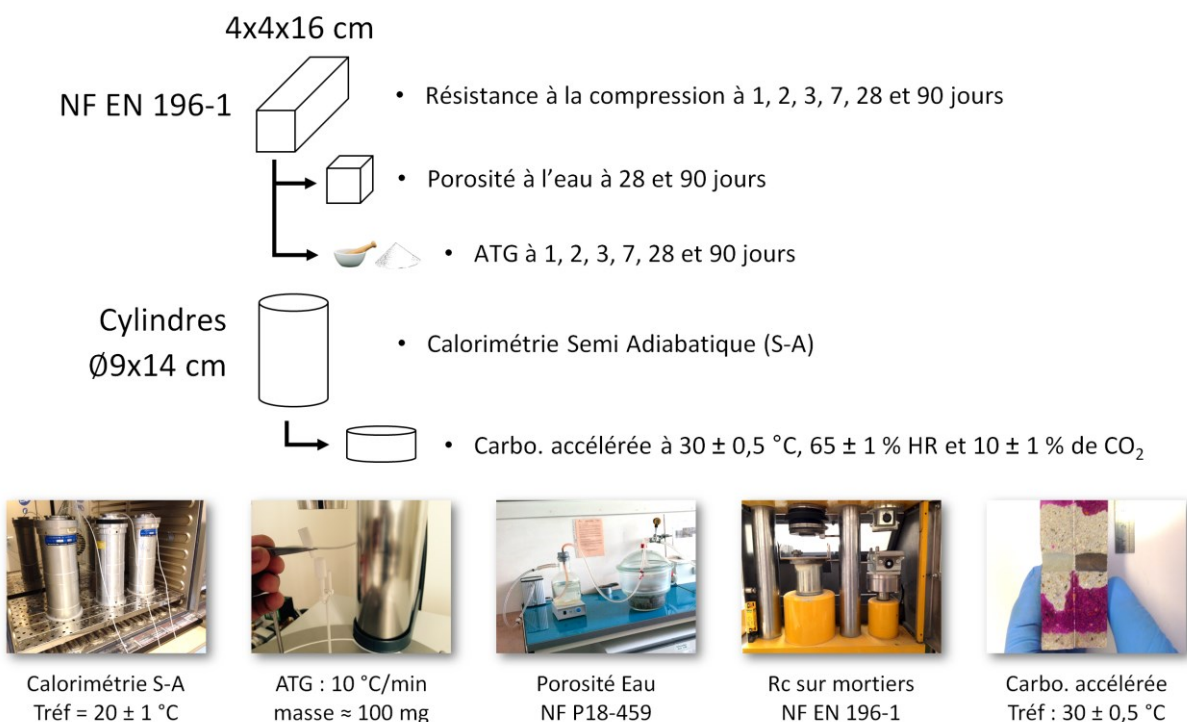 4x4x16 cm
NF EN 196-1
• Résistance à la compression à 1, 2, 3, 7, 28 et 90 jours
• Porosité à l'eau à 28 et 90 jours
• ATG à 1, 2, 3, 7, 28 et 90 jours
Cylindres
Ø9x14 cm
• Calorimétrie Semi Adiabatique (S-A)
• Carbo. accélérée à 30 ± 0,5 °C, 65 ± 1 % HR et 10 ± 1 % de CO₂
Calorimétrie S-A
Tréf = 20 ± 1 °C
ATG : 10 °C/min
masse ≈ 100 mg
Porosité Eau
NF P18-459
Rc sur mortiers
NF EN 196-1
Carbo. accélérée
Tréf : 30 ± 0,5 °C